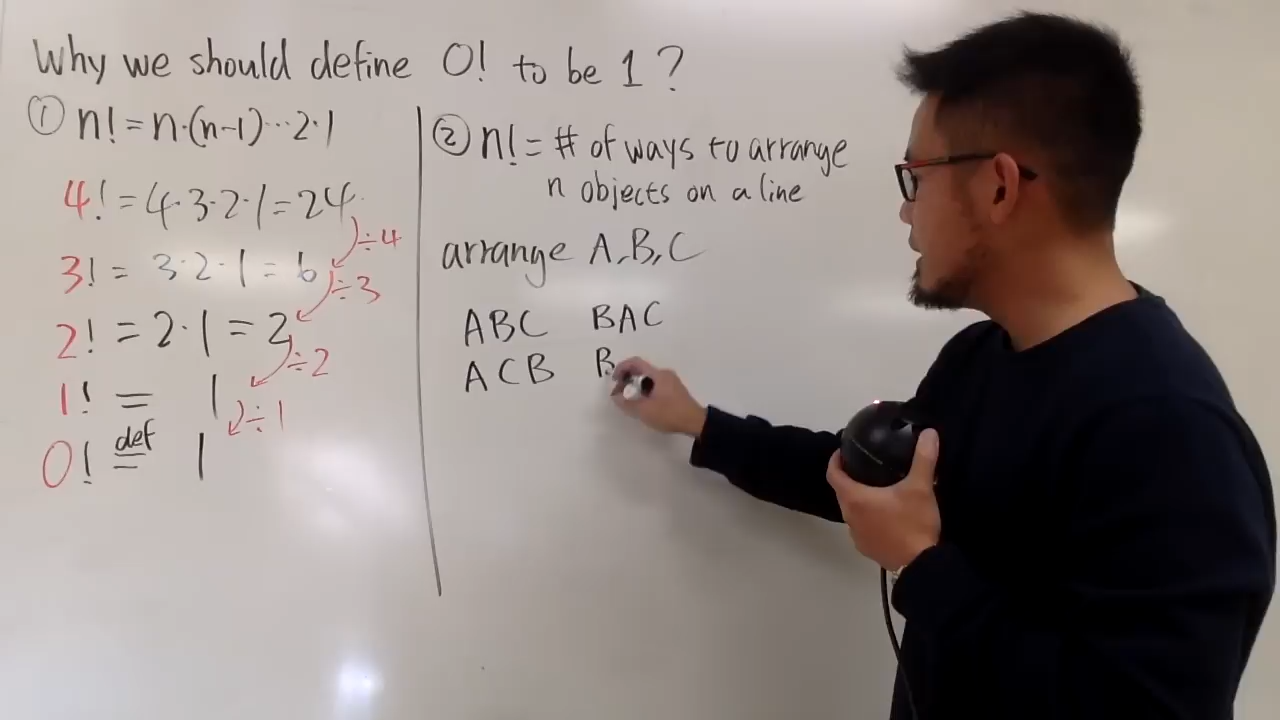 Why we should define 0! to be 1?
① n! = n·(n-1)···2·1
4! = 4·3·2·1 = 24
÷4
3! = 3·2·1 = 6
÷3
2! = 2·1 = 2
÷2
1! = 1
÷1
0! def= 1
② n! = # of ways to arrange
n objects on a line
arrange A,B,C
ABC BAC
ACB B